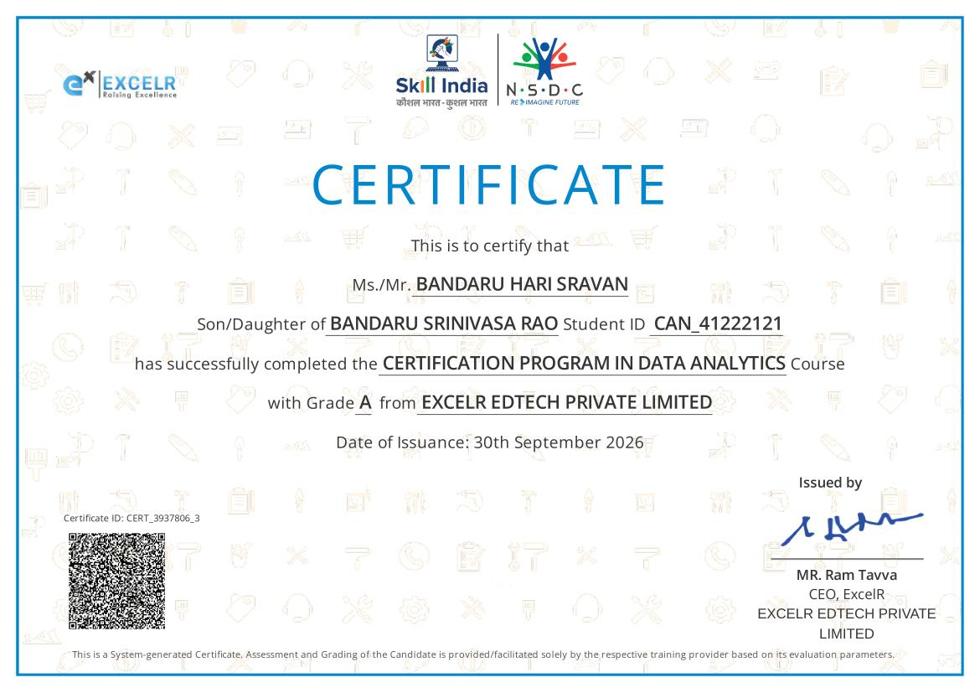 ex EXCELR
Raising Excellence
Skill India
कौशल भारत - कुशल भारत
N·S·D·C
RE IMAGINE FUTURE
CERTIFICATE
This is to certify that
Ms./Mr. BANDARU HARI SRAVAN
Son/Daughter of BANDARU SRINIVASA RAO Student ID CAN_41222121
has successfully completed the CERTIFICATION PROGRAM IN DATA ANALYTICS Course
with Grade A from EXCELR EDTECH PRIVATE LIMITED
Date of Issuance: 30th September 2026
Issued by
Certificate ID: CERT_3937806_3
MR. Ram Tavva
CEO, ExcelR
EXCELR EDTECH PRIVATE
LIMITED
This is a System-generated Certificate, Assessment and Grading of the Candidate is provided/facilitated solely by the respective training provider based on its evaluation parameters.